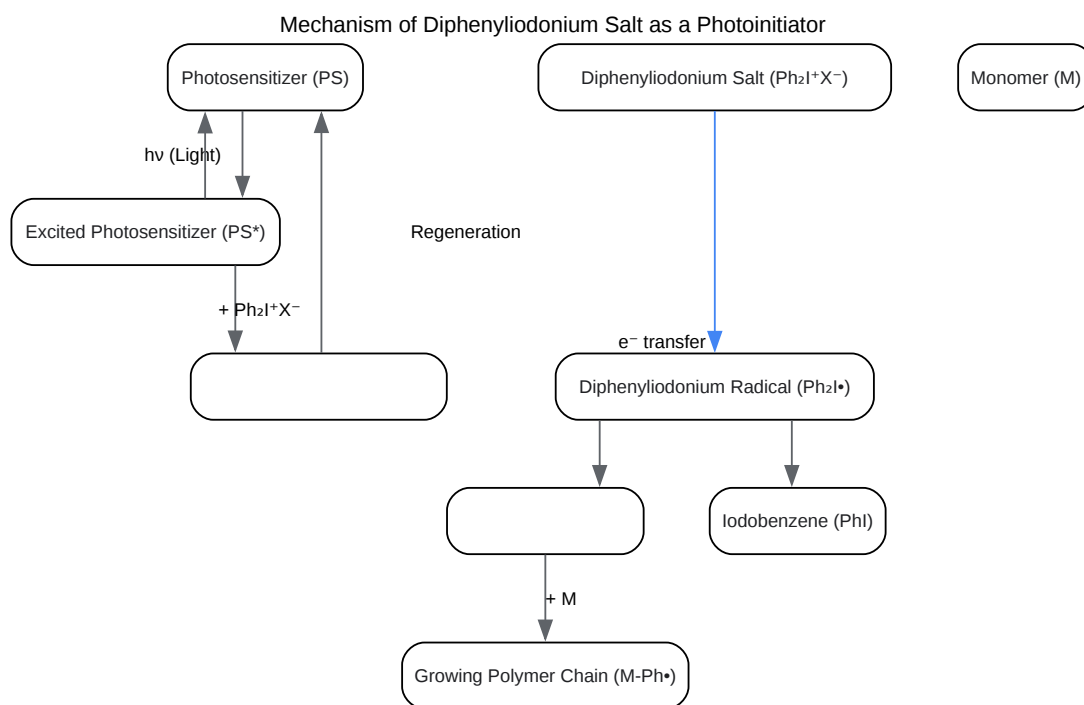 Mechanism of Diphenyliodonium Salt as a Photoinitiator
Photosensitizer (PS)
Diphenyliodonium Salt (Ph₂I⁺X⁻)
Monomer (M)
hν (Light)
Excited Photosensitizer (PS*)
Regeneration
+ Ph₂I⁺X⁻
e⁻ transfer
Diphenyliodonium Radical (Ph₂I•)
Iodobenzene (PhI)
+ M
Growing Polymer Chain (M-Ph•)